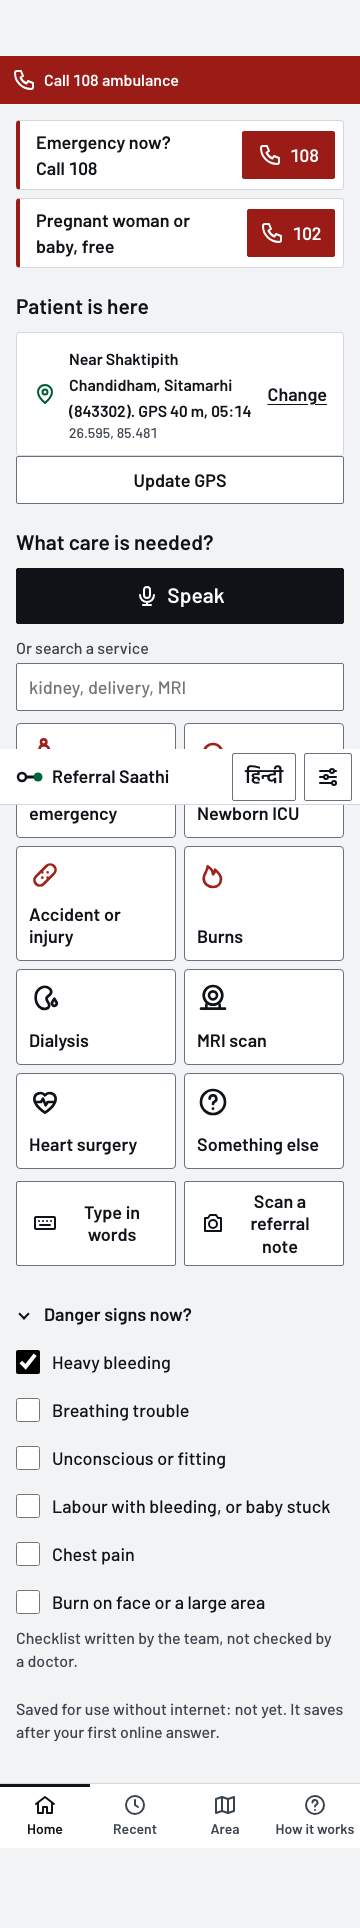 Call 108 ambulance
Emergency now?
Call 108
108
Pregnant woman or
baby, free
102
Patient is here
Near Shaktipith
Chandidham, Sitamarhi
(843302). GPS 40 m, 05:14
26.595, 85.481
Change
Update GPS
What care is needed?
Speak
Or search a service
kidney, delivery, MRI
Referral Saathi
हिन्दी
emergency
Newborn ICU
Accident or
injury
Burns
Dialysis
MRI scan
Heart surgery
Something else
Type in
words
Scan a
referral
note
Danger signs now?
Heavy bleeding
Breathing trouble
Unconscious or fitting
Labour with bleeding, or baby stuck
Chest pain
Burn on face or a large area
Checklist written by the team, not checked by
a doctor.
Saved for use without internet: not yet. It saves
after your first online answer.
Home
Recent
Area
How it works